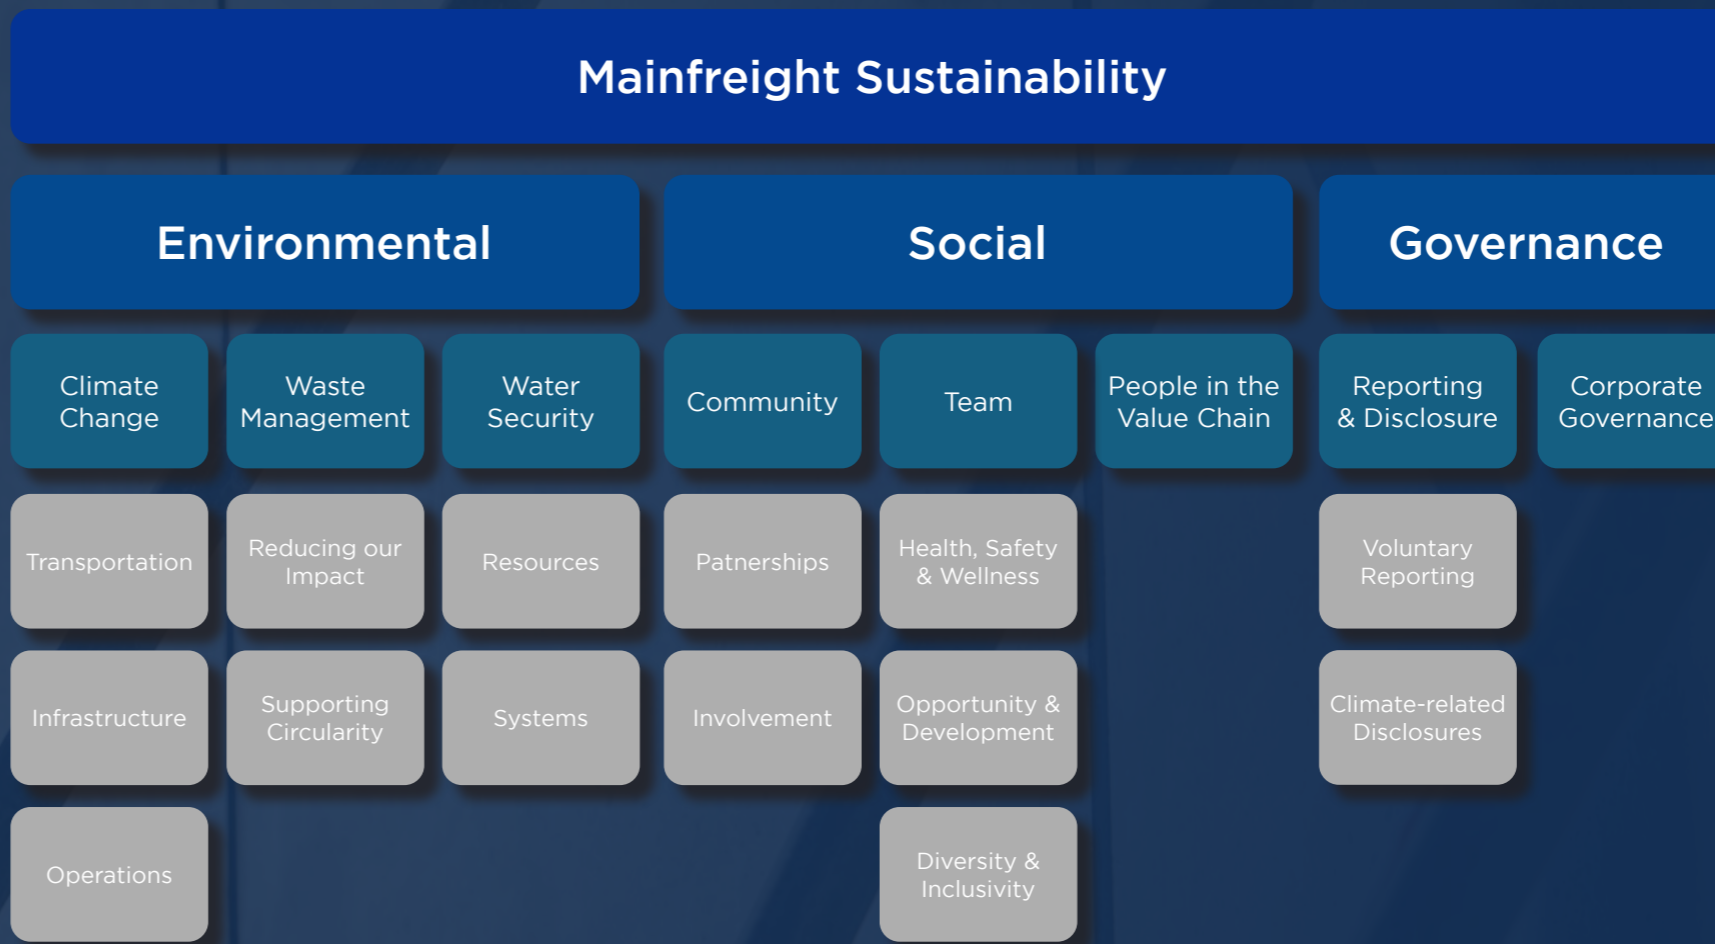 Mainfreight Sustainability
Environmental
Social
Governance
Climate
Change
Waste
Management
Water
Security
Community
Team
People in the
Value Chain
Reporting
& Disclosure
Corporate
Governance
Transportation
Reducing our
Impact
Resources
Patnerships
Health, Safety
& Wellness
Voluntary
Reporting
Infrastructure
Supporting
Circularity
Systems
Involvement
Opportunity &
Development
Climate-related
Disclosures
Operations
Diversity &
Inclusivity